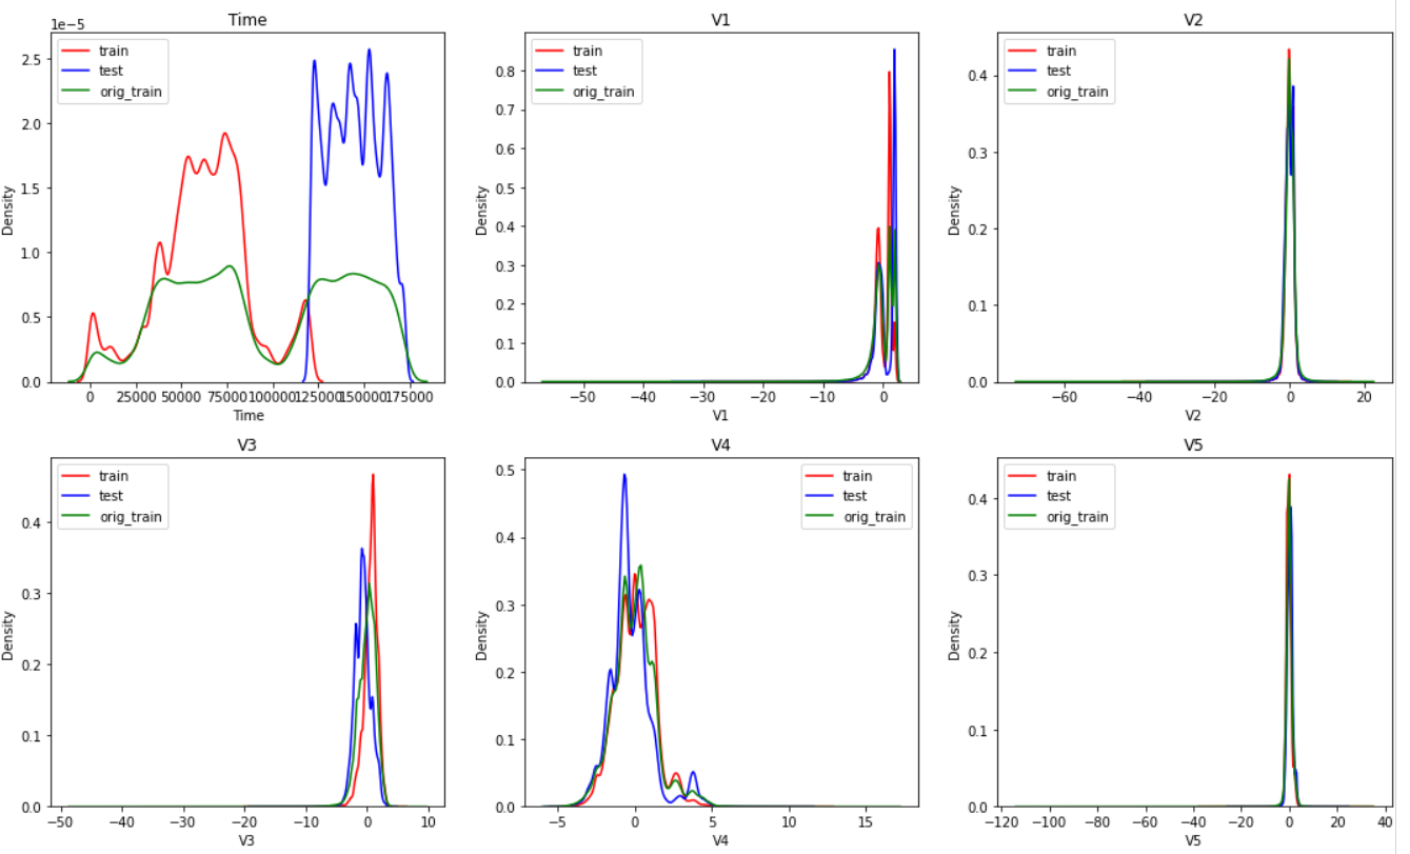 Time
1e−5
train
test
orig_train
2.5
2.0
1.5
1.0
0.5
0.0
Density
0 25000 50000 75000 100000 125000 150000 175000
Time
V1
train
test
orig_train
0.8
0.7
0.6
0.5
0.4
0.3
0.2
0.1
0.0
Density
−50 −40 −30 −20 −10 0
V1
V2
train
test
orig_train
0.4
0.3
0.2
0.1
0.0
Density
−60 −40 −20 0 20
V2
V3
train
test
orig_train
0.4
0.3
0.2
0.1
0.0
Density
−50 −40 −30 −20 −10 0 10
V3
V4
train
test
orig_train
0.5
0.4
0.3
0.2
0.1
0.0
Density
−5 0 5 10 15
V4
V5
train
test
orig_train
0.4
0.3
0.2
0.1
0.0
Density
−120 −100 −80 −60 −40 −20 0 20 40
V5